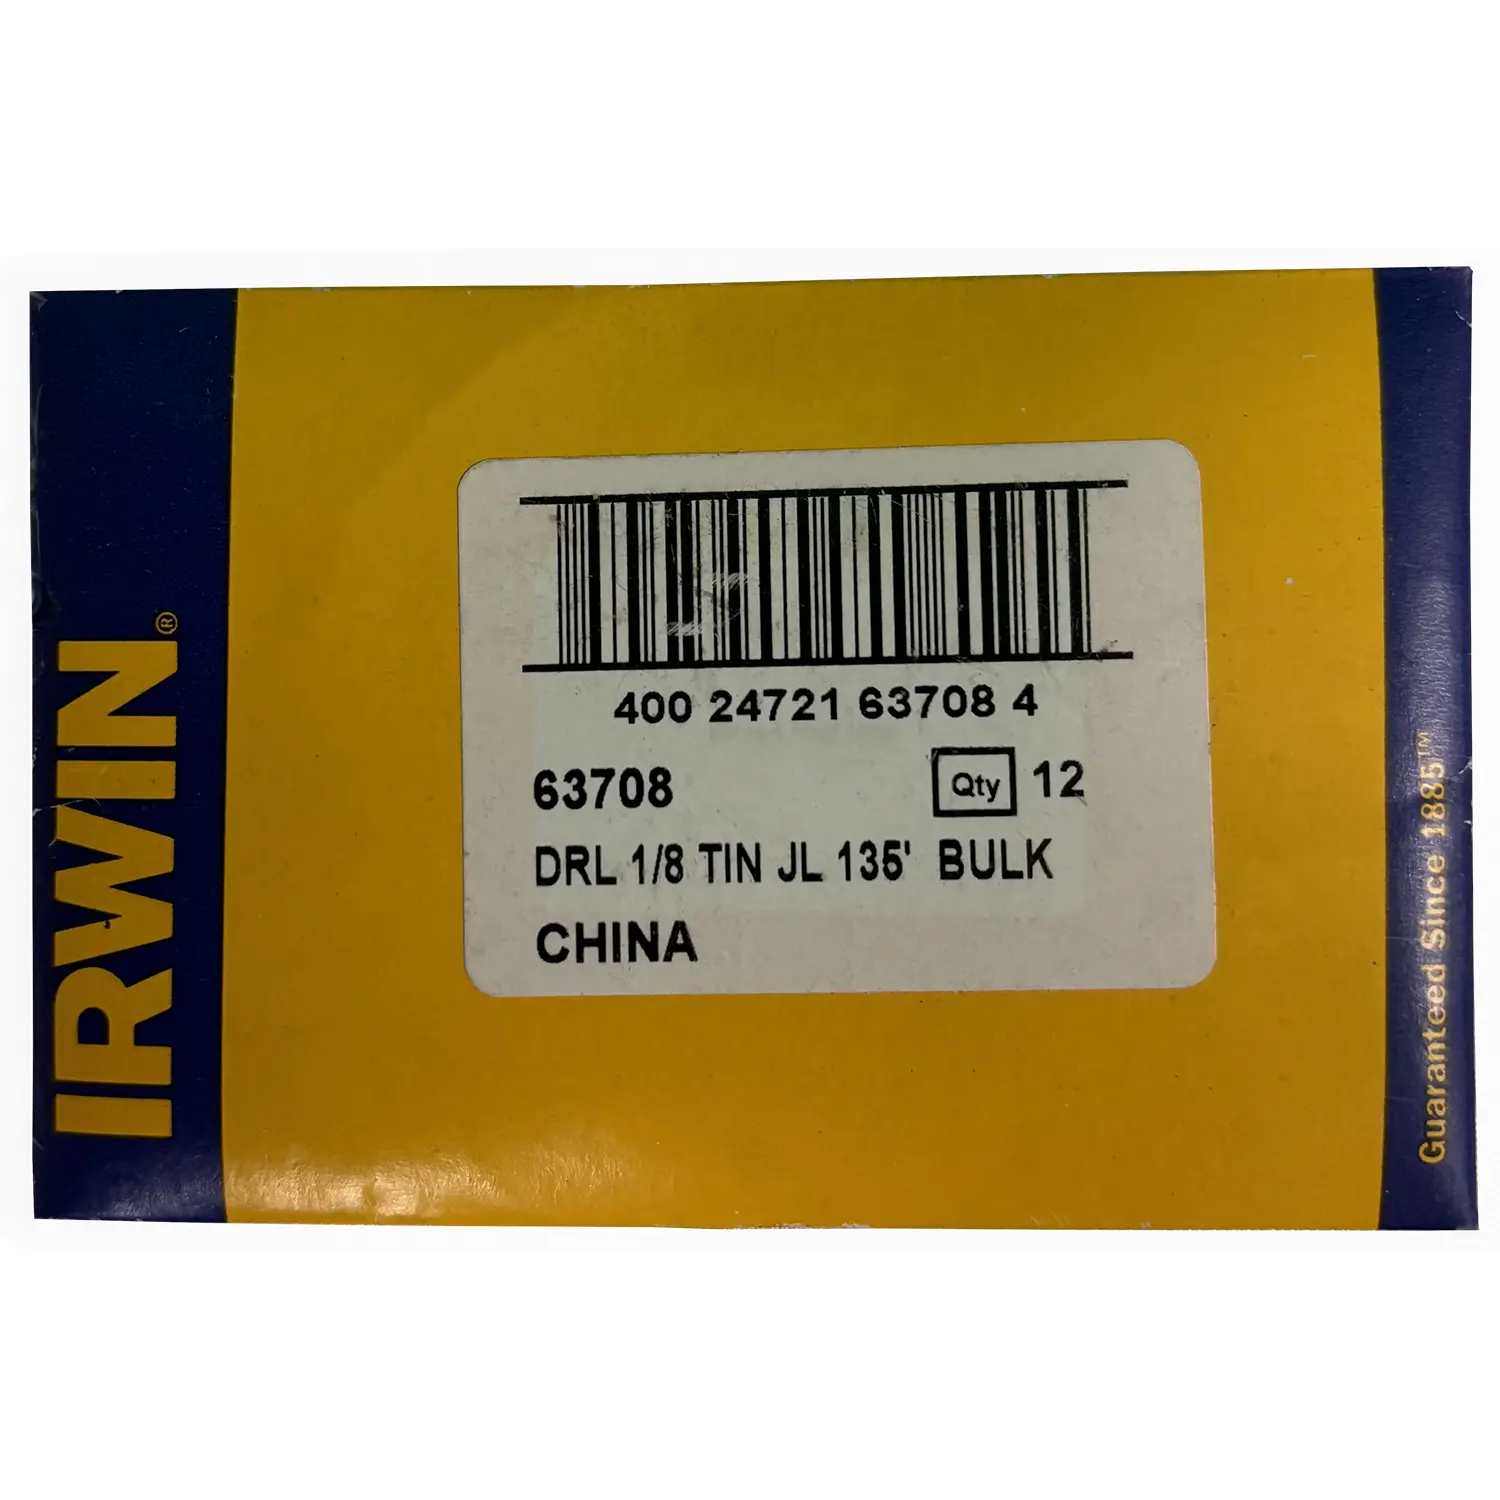 IRWIN®
400 24721 63708 4
63708 Qty 12
DRL 1/8 TIN JL 135' BULK
CHINA
Guaranteed Since 1885™